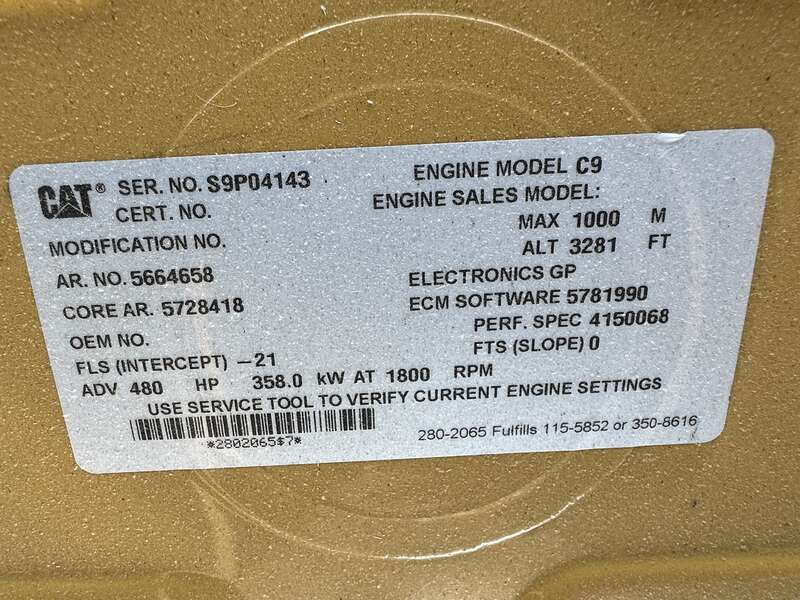 CAT® SER. NO. S9P04143 ENGINE MODEL C9
CERT. NO. ENGINE SALES MODEL:
MODIFICATION NO. MAX 1000 M
ALT 3281 FT
AR. NO. 5664658 ELECTRONICS GP
CORE AR. 5728418 ECM SOFTWARE 5781990
OEM NO. PERF. SPEC 4150068
FLS (INTERCEPT) -21 FTS (SLOPE) 0
ADV 480 HP 358.0 kW AT 1800 RPM
USE SERVICE TOOL TO VERIFY CURRENT ENGINE SETTINGS
*2802065$7* 280-2065 Fulfills 115-5852 or 350-8616